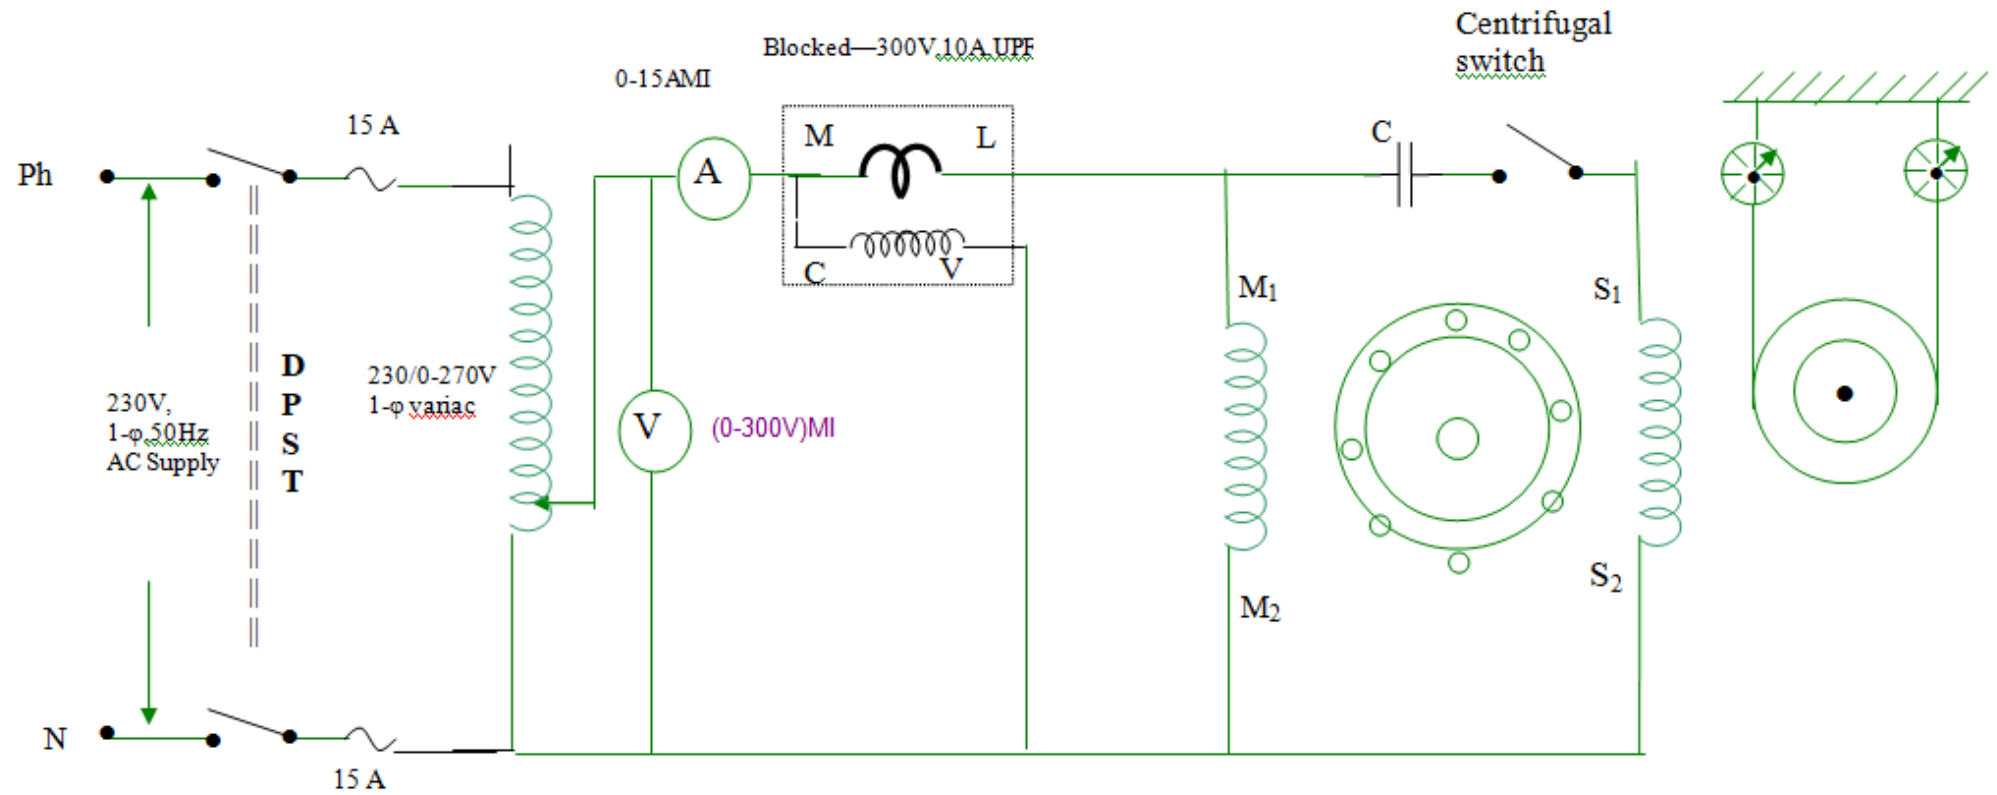 Centrifugal
switch
Blocked—300V,10A,UPF
0-15AMI
15 A
C
M
L
A
Ph
C
V
M1
S1
D
P
S
T
230/0-270V
1-φ variac
230V,
1-φ,50Hz
AC Supply
V
(0-300V)MI
S2
M2
N
15 A